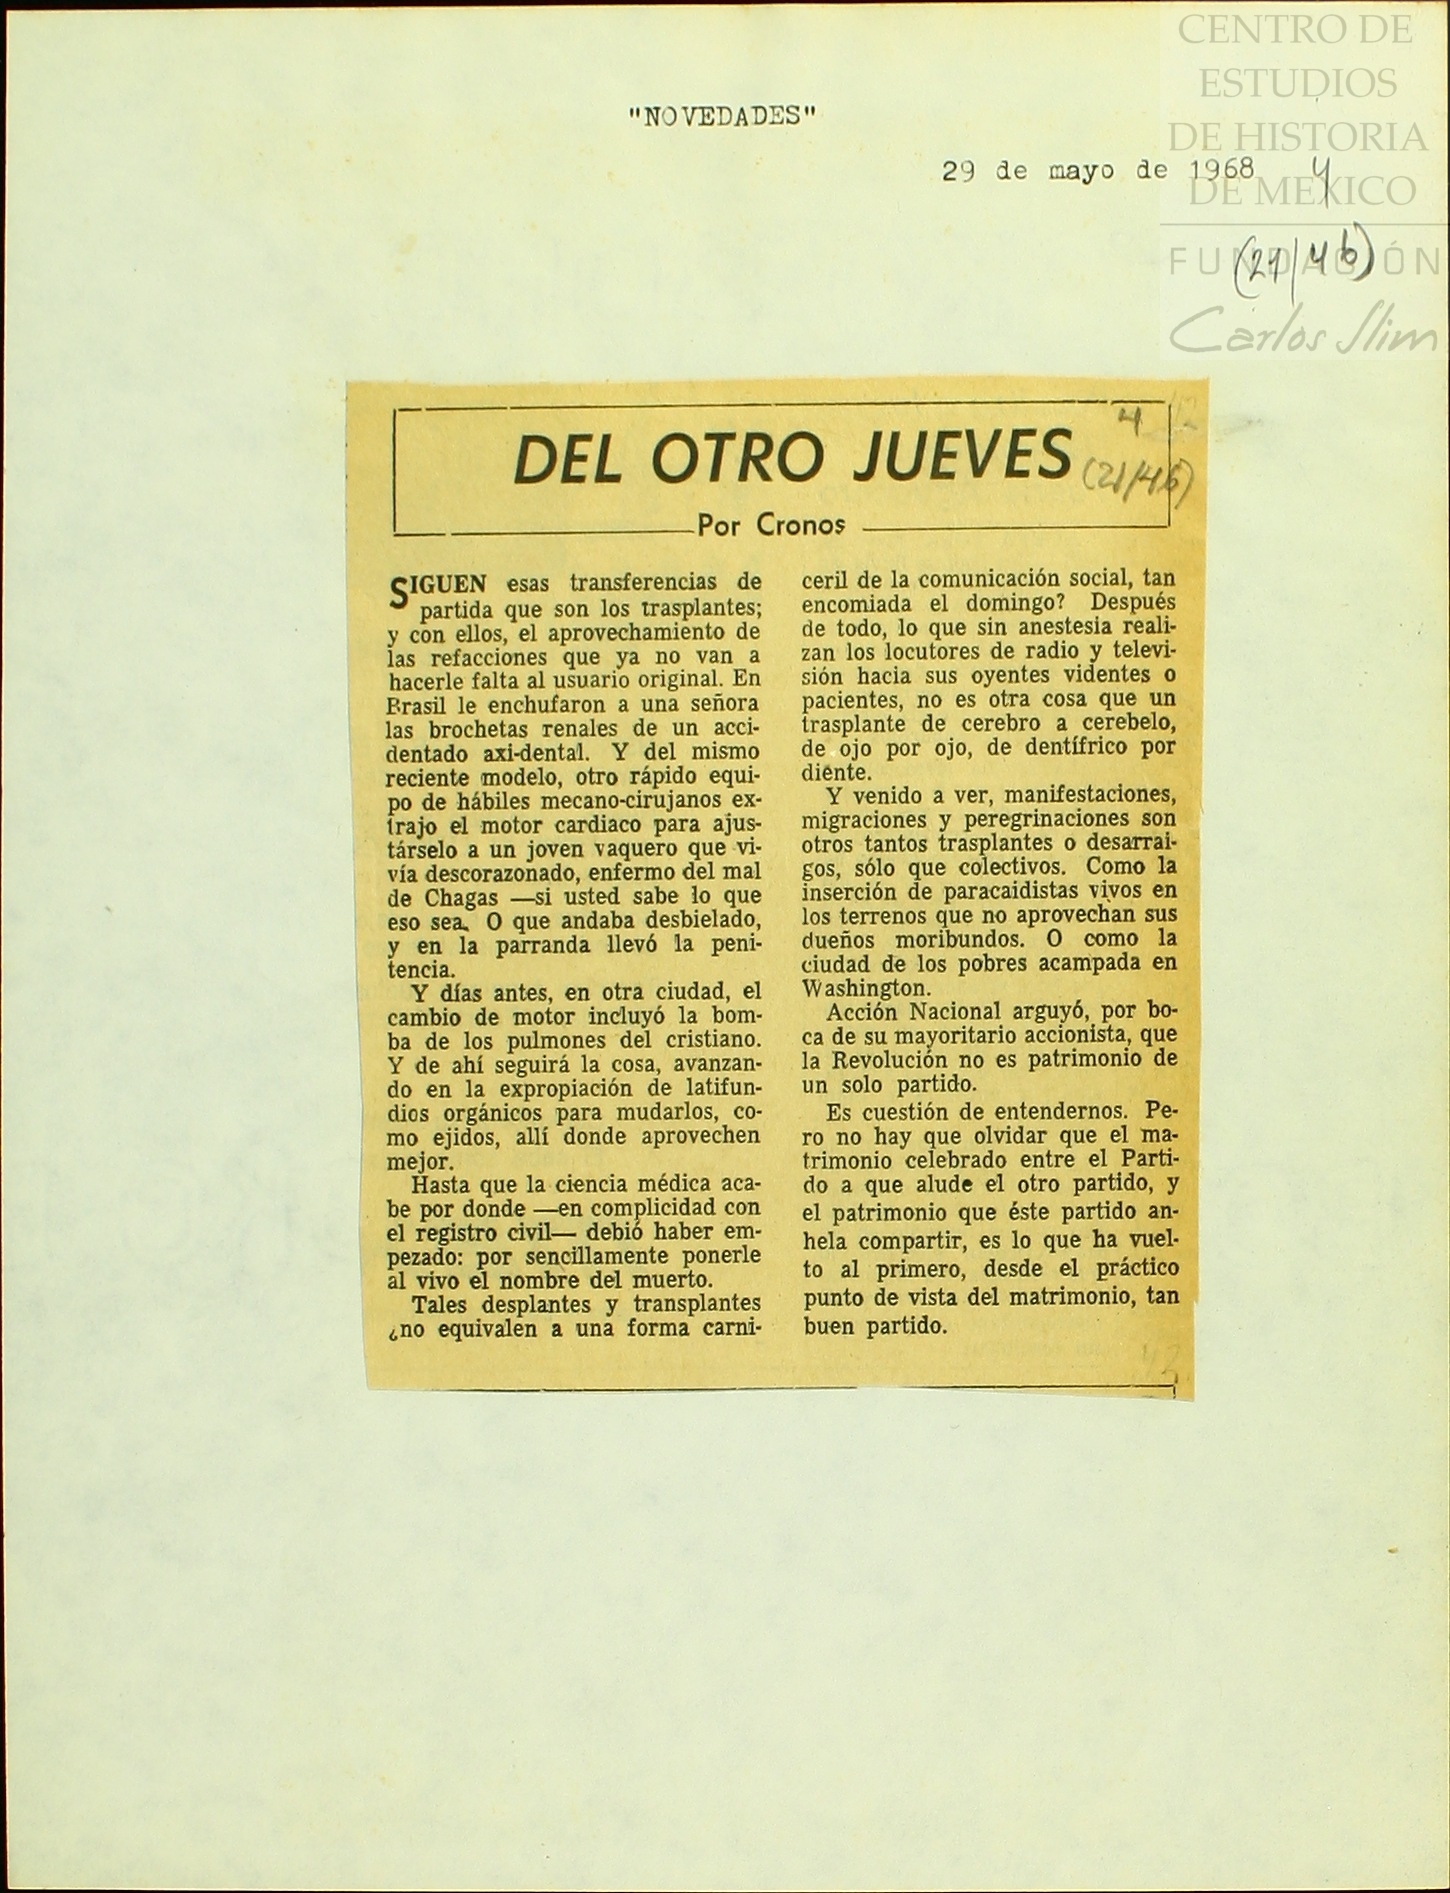 CENTRO DE
ESTUDIOS
DE HISTORIA
DE MEXICO
FUNDACIÓN
Carlos Slim
"NOVEDADES"
29 de mayo de 1968
4
(21/46)
DEL OTRO JUEVES
4
(21/46)
Por Cronos
SIGUEN esas transferencias de
partida que son los trasplantes;
y con ellos, el aprovechamiento de
las refacciones que ya no van a
hacerle falta al usuario original. En
Brasil le enchufaron a una señora
las brochetas renales de un acci-
dentado axi-dental. Y del mismo
reciente modelo, otro rápido equi-
po de hábiles mecano-cirujanos ex-
trajo el motor cardiaco para ajus-
társelo a un joven vaquero que vi-
vía descorazonado, enfermo del mal
de Chagas —si usted sabe lo que
eso sea. O que andaba desbielado,
y en la parranda llevó la peni-
tencia.
Y días antes, en otra ciudad, el
cambio de motor incluyó la bom-
ba de los pulmones del cristiano.
Y de ahí seguirá la cosa, avanzan-
do en la expropiación de latifun-
dios orgánicos para mudarlos, co-
mo ejidos, allí donde aprovechen
mejor.
Hasta que la ciencia médica aca-
be por donde —en complicidad con
el registro civil— debió haber em-
pezado: por sencillamente ponerle
al vivo el nombre del muerto.
Tales desplantes y transplantes
¿no equivalen a una forma carni-
ceril de la comunicación social, tan
encomiada el domingo? Después
de todo, lo que sin anestesia reali-
zan los locutores de radio y televi-
sión hacia sus oyentes videntes o
pacientes, no es otra cosa que un
trasplante de cerebro a cerebelo,
de ojo por ojo, de dentífrico por
diente.
Y venido a ver, manifestaciones,
migraciones y peregrinaciones son
otros tantos trasplantes o desarrai-
gos, sólo que colectivos. Como la
inserción de paracaidistas vivos en
los terrenos que no aprovechan sus
dueños moribundos. O como la
ciudad de los pobres acampada en
Washington.
Acción Nacional arguyó, por bo-
ca de su mayoritario accionista, que
la Revolución no es patrimonio de
un solo partido.
Es cuestión de entendernos. Pe-
ro no hay que olvidar que el ma-
trimonio celebrado entre el Parti-
do a que alude el otro partido, y
el patrimonio que éste partido an-
hela compartir, es lo que ha vuel-
to al primero, desde el práctico
punto de vista del matrimonio, tan
buen partido.